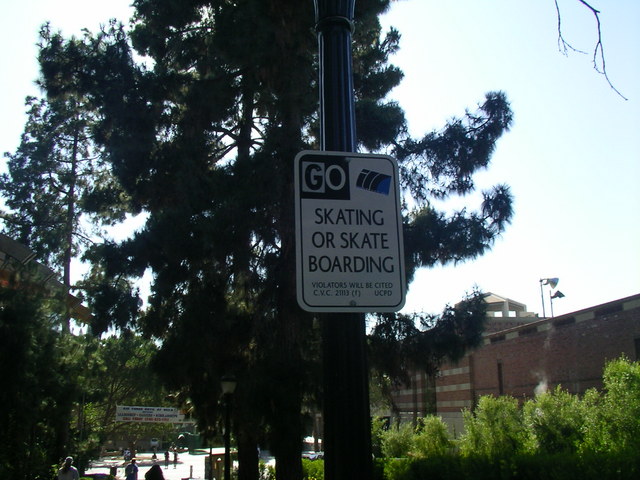 GO
SKATING
OR SKATE
BOARDING
VIOLATORS WILL BE CITED
C.V.C. 21113 (f) UCPD